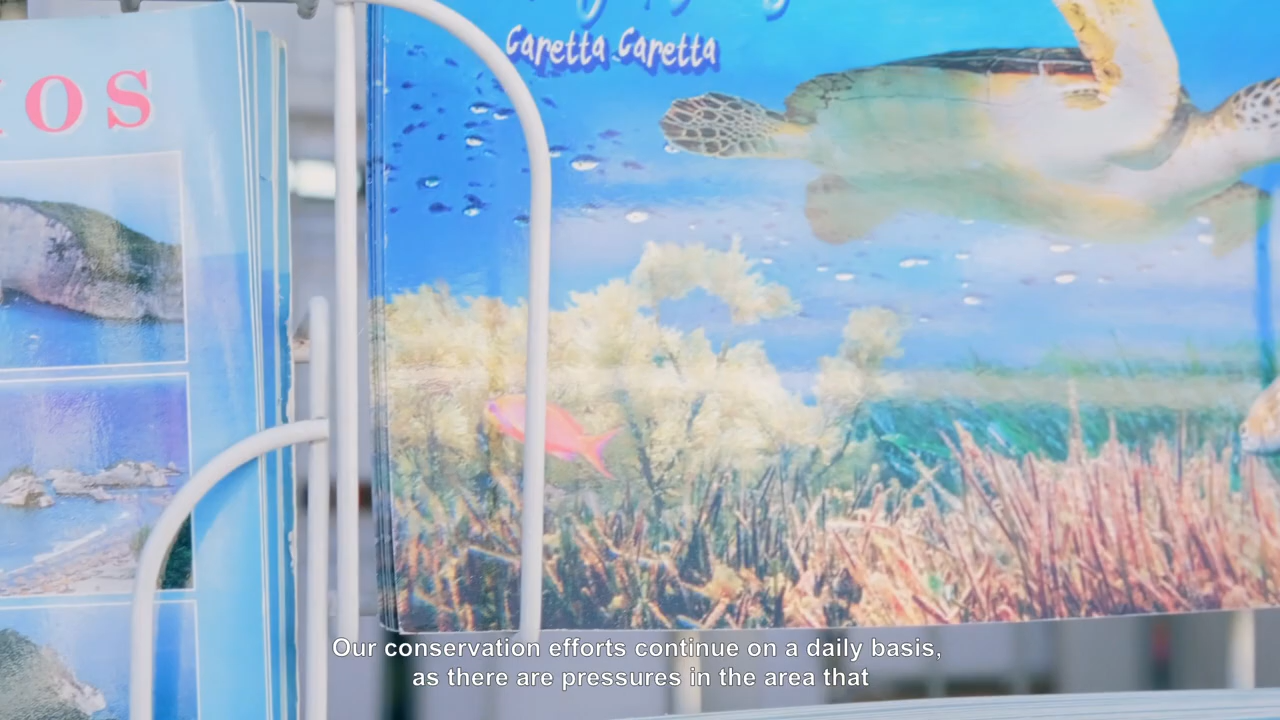 Caretta Caretta
OS
Our conservation efforts continue on a daily basis,
as there are pressures in the area that